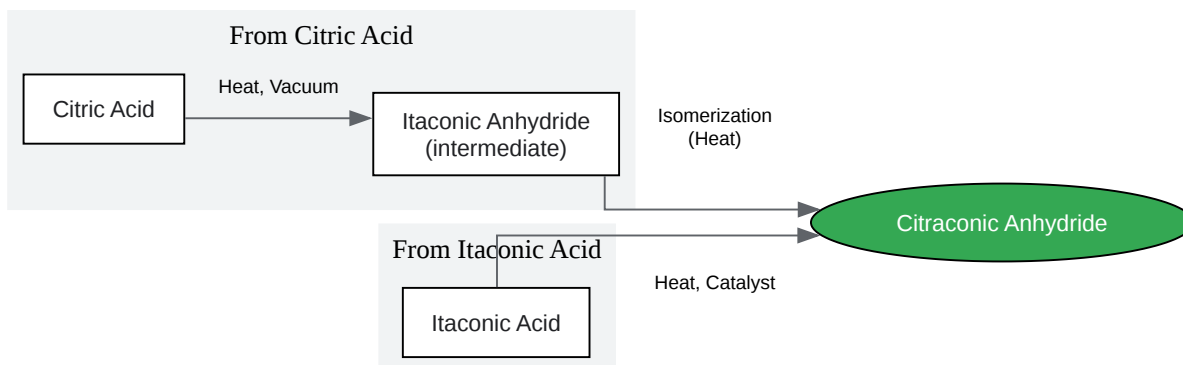 From Citric Acid
Citric Acid
Heat, Vacuum
Itaconic Anhydride
(intermediate)
Isomerization
(Heat)
Citraconic Anhydride
From Itaconic Acid
Heat, Catalyst
Itaconic Acid